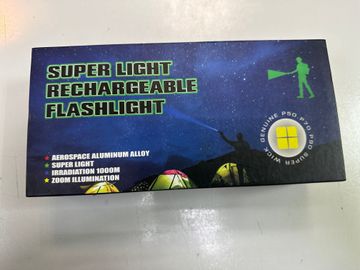 SUPER LIGHT
RECHARGEABLE
FLASHLIGHT
AEROSPACE ALUMINUM ALLOY
SUPER LIGHT
IRRADIATION 1000M
ZOOM ILLUMINATION
GENUINE P50 P70 P90 SUPER WICK